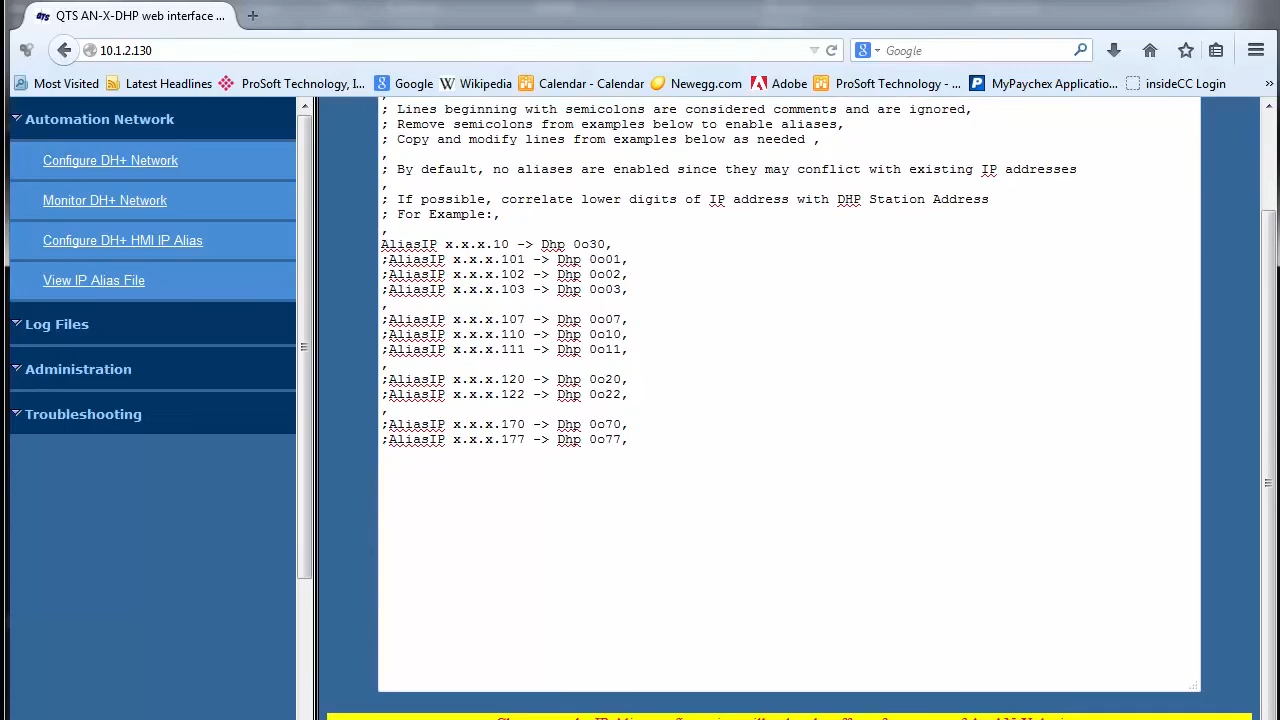 QTS AN-X-DHP web interface ...
10.1.2.130
Google
Most Visited Latest Headlines ProSoft Technology, I... Google Wikipedia Calendar - Calendar Newegg.com Adobe ProSoft Technology - ... MyPaychex Applicatio... insideCC Login »
Automation Network
Configure DH+ Network
Monitor DH+ Network
Configure DH+ HMI IP Alias
View IP Alias File
Log Files
Administration
Troubleshooting
; Lines beginning with semicolons are considered comments and are ignored,
; Remove semicolons from examples below to enable aliases,
; Copy and modify lines from examples below as needed ,
,
; By default, no aliases are enabled since they may conflict with existing IP addresses
,
; If possible, correlate lower digits of IP address with DHP Station Address
; For Example:,
,
AliasIP x.x.x.10 -> Dhp 0o30,
;AliasIP x.x.x.101 -> Dhp 0o01,
;AliasIP x.x.x.102 -> Dhp 0o02,
;AliasIP x.x.x.103 -> Dhp 0o03,
,
;AliasIP x.x.x.107 -> Dhp 0o07,
;AliasIP x.x.x.110 -> Dhp 0o10,
;AliasIP x.x.x.111 -> Dhp 0o11,
,
;AliasIP x.x.x.120 -> Dhp 0o20,
;AliasIP x.x.x.122 -> Dhp 0o22,
,
;AliasIP x.x.x.170 -> Dhp 0o70,
;AliasIP x.x.x.177 -> Dhp 0o77,